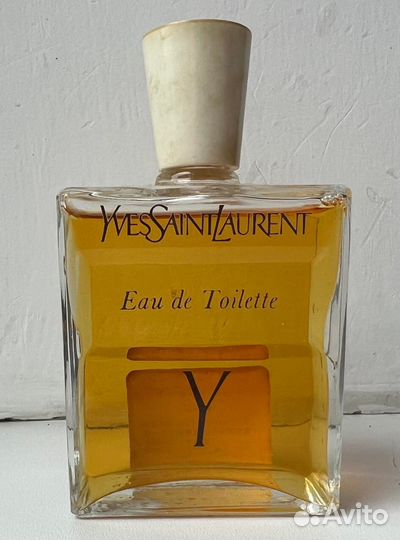 YVESSAINTLAURENT
Eau de Toilette
Y
Avito